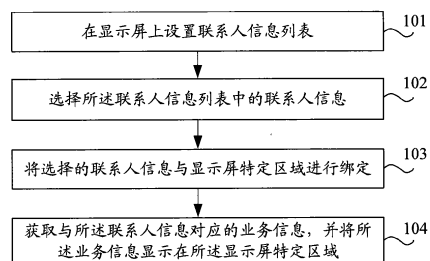 在显示屏上设置联系人信息列表
101
选择所述联系人信息列表中的联系人信息
102
将选择的联系人信息与显示屏特定区域进行绑定
103
获取与所述联系人信息对应的业务信息，并将所
述业务信息显示在所述显示屏特定区域
104